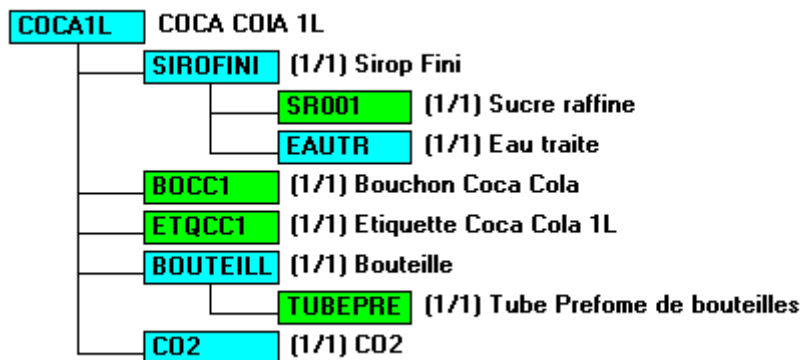 COCA1L COCA COlA 1L
SIROFINI (1/1) Sirop Fini
SR001 (1/1) Sucre raffine
EAUTR (1/1) Eau traite
BOCC1 (1/1) Bouchon Coca Cola
ETQCC1 (1/1) Etiquette Coca Cola 1L
BOUTEILL (1/1) Bouteille
TUBEPRE (1/1) Tube Prefome de bouteilles
CO2 (1/1) CO2